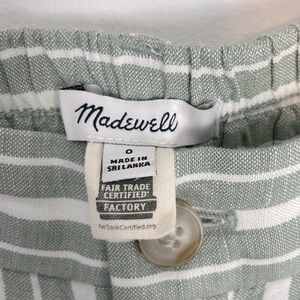 Madewell
0
MADE IN
SRI LANKA
FAIR TRADE
CERTIFIED
FACTORY
FairTradeCertified.org